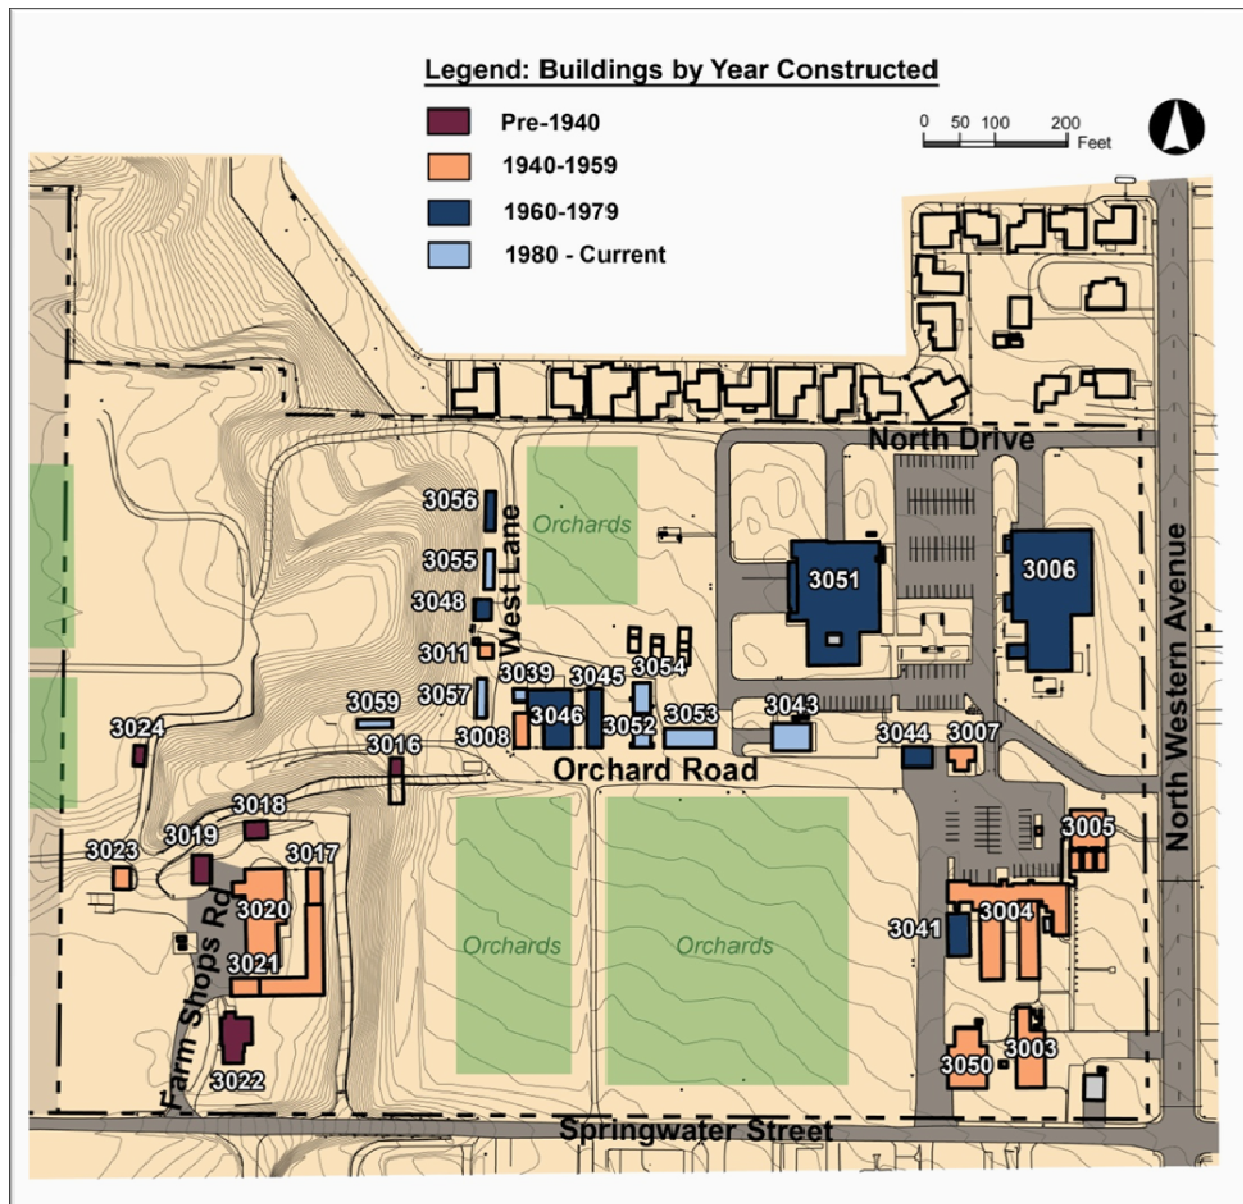 Legend: Buildings by Year Constructed
Pre-1940
1940-1959
1960-1979
1980 - Current
0 50 100 200
Feet
North Drive
3056
Orchards
3055
3051
3006
3048
West Lane
North Western Avenue
3011
3054
3039
3045
3057
3059
3046
3052
3053
3043
3024
3008
3044
3007
3016
Orchard Road
3018
3019
3005
3023
3017
3020
3004
3041
Orchards
Orchards
3021
Farm Shops Rd
3003
3050
3022
Springwater Street